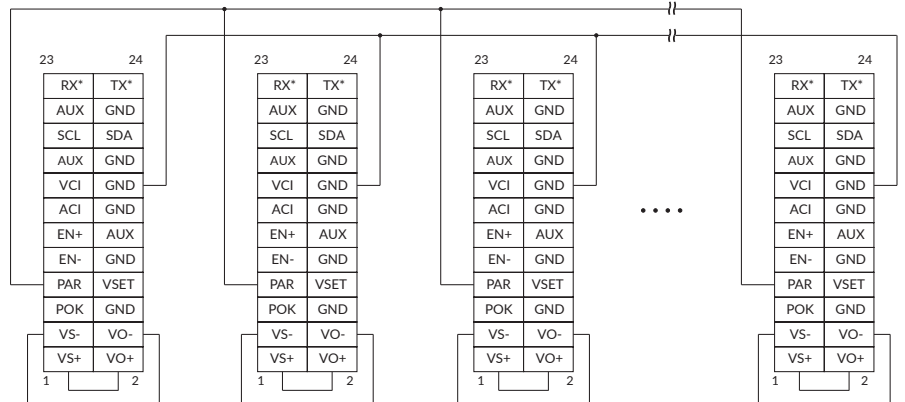 23 24 23 24 23 24 23 24
RX* TX* RX* TX* RX* TX* RX* TX*
AUX GND AUX GND AUX GND AUX GND
SCL SDA SCL SDA SCL SDA SCL SDA
AUX GND AUX GND AUX GND AUX GND
VCI GND VCI GND VCI GND VCI GND
ACI GND ACI GND ACI GND ACI GND
EN+ AUX EN+ AUX EN+ AUX EN+ AUX
EN- GND EN- GND EN- GND EN- GND
PAR VSET PAR VSET PAR VSET PAR VSET
POK GND POK GND POK GND POK GND
VS- VO- VS- VO- VS- VO- VS- VO-
VS+ VO+ VS+ VO+ VS+ VO+ VS+ VO+
1 2 1 2 1 2 1 2